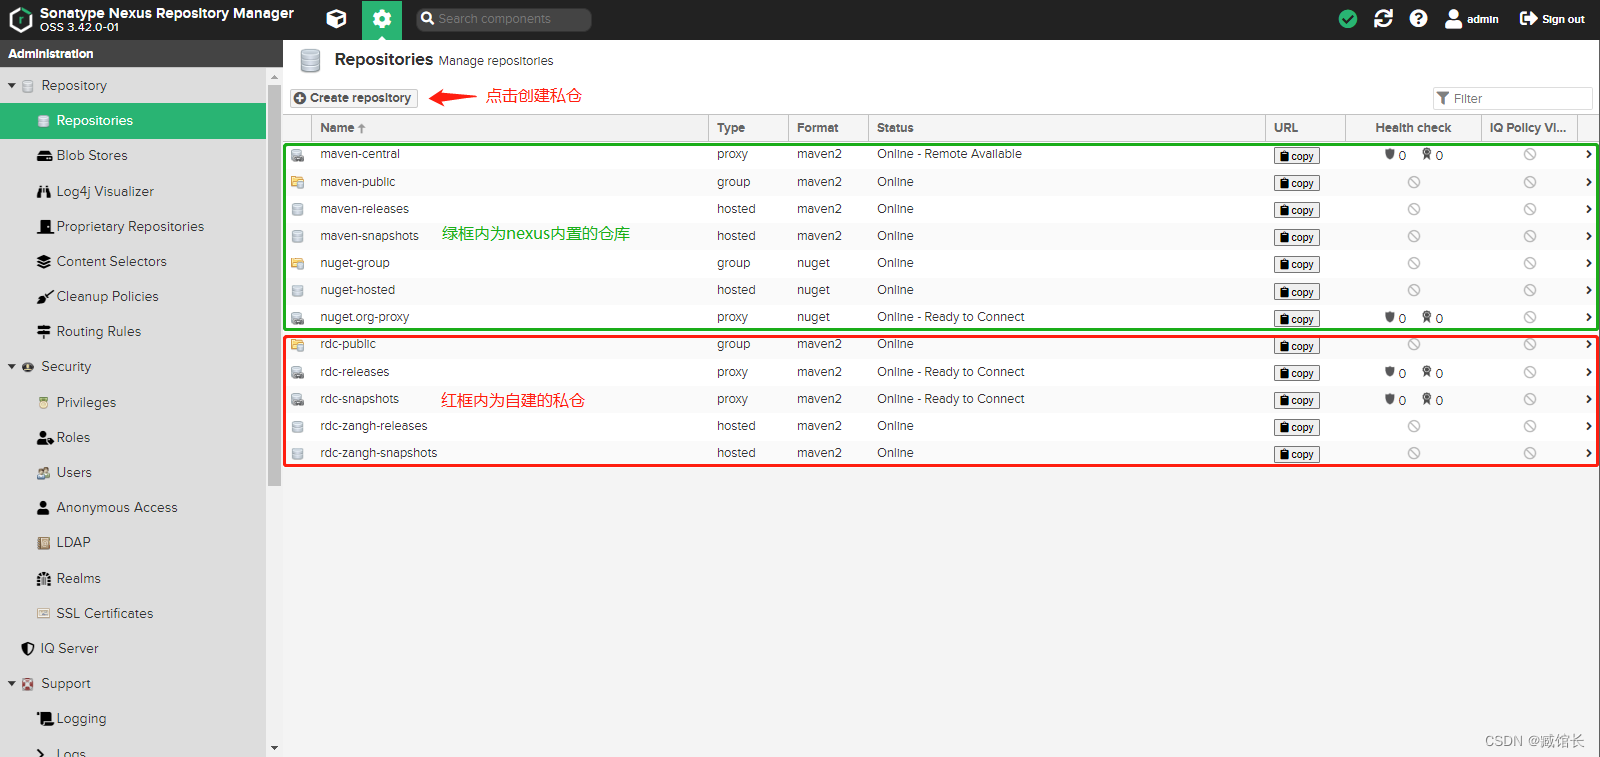 Sonatype Nexus Repository Manager
OSS 3.42.0-01
Search components
admin
Sign out
Administration
Repository
Repositories
Blob Stores
Log4j Visualizer
Proprietary Repositories
Content Selectors
Cleanup Policies
Routing Rules
Security
Privileges
Roles
Users
Anonymous Access
LDAP
Realms
SSL Certificates
IQ Server
Support
Logging
Logs
Repositories Manage repositories
Create repository 点击创建私仓
Filter
Name Type Format Status URL Health check IQ Policy Vi...
maven-central proxy maven2 Online - Remote Available copy 0 0
maven-public group maven2 Online copy
maven-releases hosted maven2 Online copy
maven-snapshots hosted maven2 Online copy
绿框内为nexus内置的仓库
nuget-group group nuget Online copy
nuget-hosted hosted nuget Online copy
nuget.org-proxy proxy nuget Online - Ready to Connect copy 0 0
rdc-public group maven2 Online copy
rdc-releases proxy maven2 Online - Ready to Connect copy 0 0
rdc-snapshots proxy maven2 Online - Ready to Connect copy 0 0
红框内为自建的私仓
rdc-zangh-releases hosted maven2 Online copy
rdc-zangh-snapshots hosted maven2 Online copy
CSDN @臧馆长